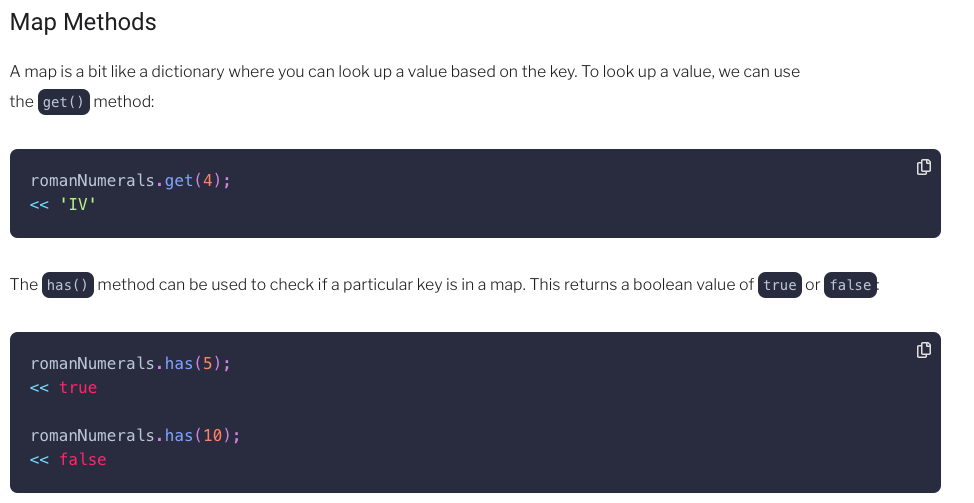 Map Methods
A map is a bit like a dictionary where you can look up a value based on the key. To look up a value, we can use
the get() method:
romanNumerals.get(4);
<< 'IV'
The has() method can be used to check if a particular key is in a map. This returns a boolean value of true or false:
romanNumerals.has(5);
<< true
romanNumerals.has(10);
<< false